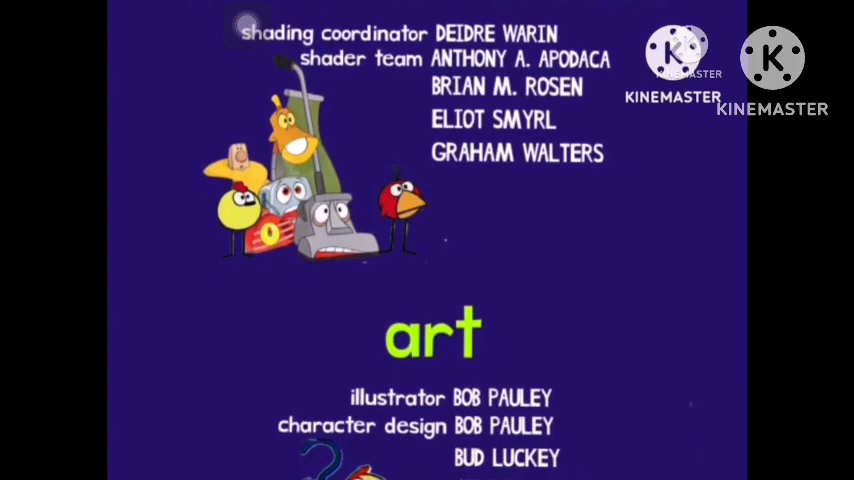 shading coordinator DEIDRE WARIN
shader team ANTHONY A. APODACA
BRIAN M. ROSEN
ELIOT SMYRL
GRAHAM WALTERS
KINEMASTER
KINEMASTER
KINEMASTER
art
illustrator BOB PAULEY
character design BOB PAULEY
BUD LUCKEY